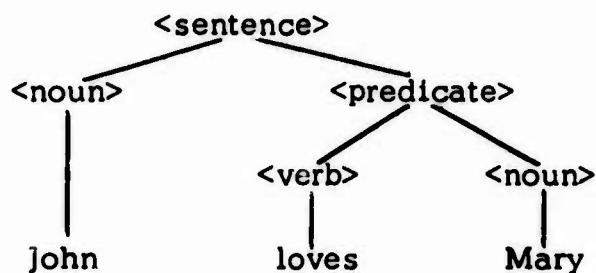 <sentence>
<noun> <predicate>
<verb> <noun>
John loves Mary